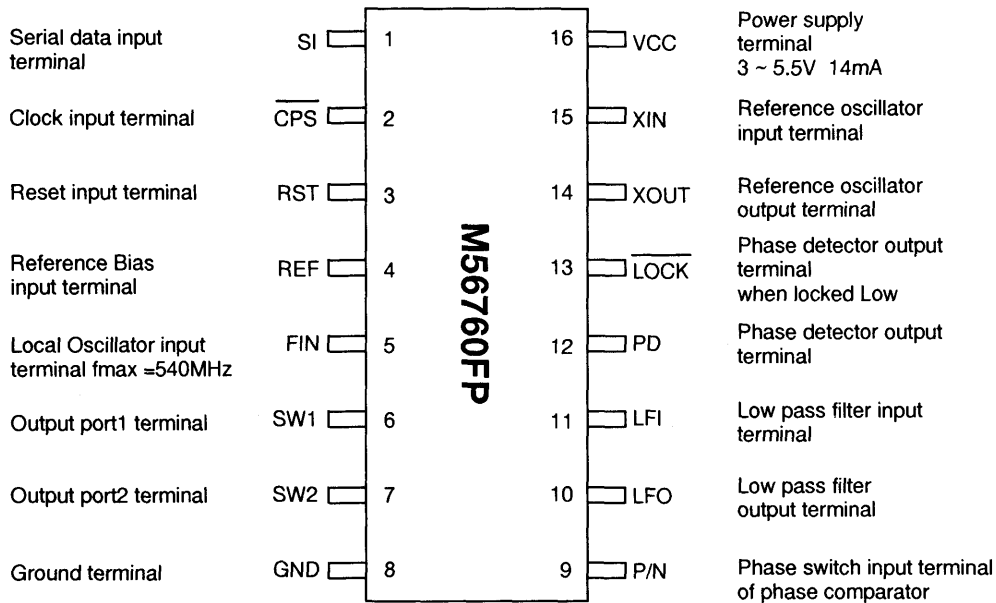 Serial data input
terminal
SI 1
Clock input terminal
CPS 2
Reset input terminal
RST 3
Reference Bias
input terminal
REF 4
Local Oscillator input
terminal fmax =540MHz
FIN 5
Output port1 terminal
SW1 6
Output port2 terminal
SW2 7
Ground terminal
GND 8
M56760FP
16 VCC
Power supply
terminal
3 ~ 5.5V 14mA
15 XIN
Reference oscillator
input terminal
14 XOUT
Reference oscillator
output terminal
13 LOCK
Phase detector output
terminal
when locked Low
12 PD
Phase detector output
terminal
11 LFI
Low pass filter input
terminal
10 LFO
Low pass filter
output terminal
9 P/N
Phase switch input terminal
of phase comparator